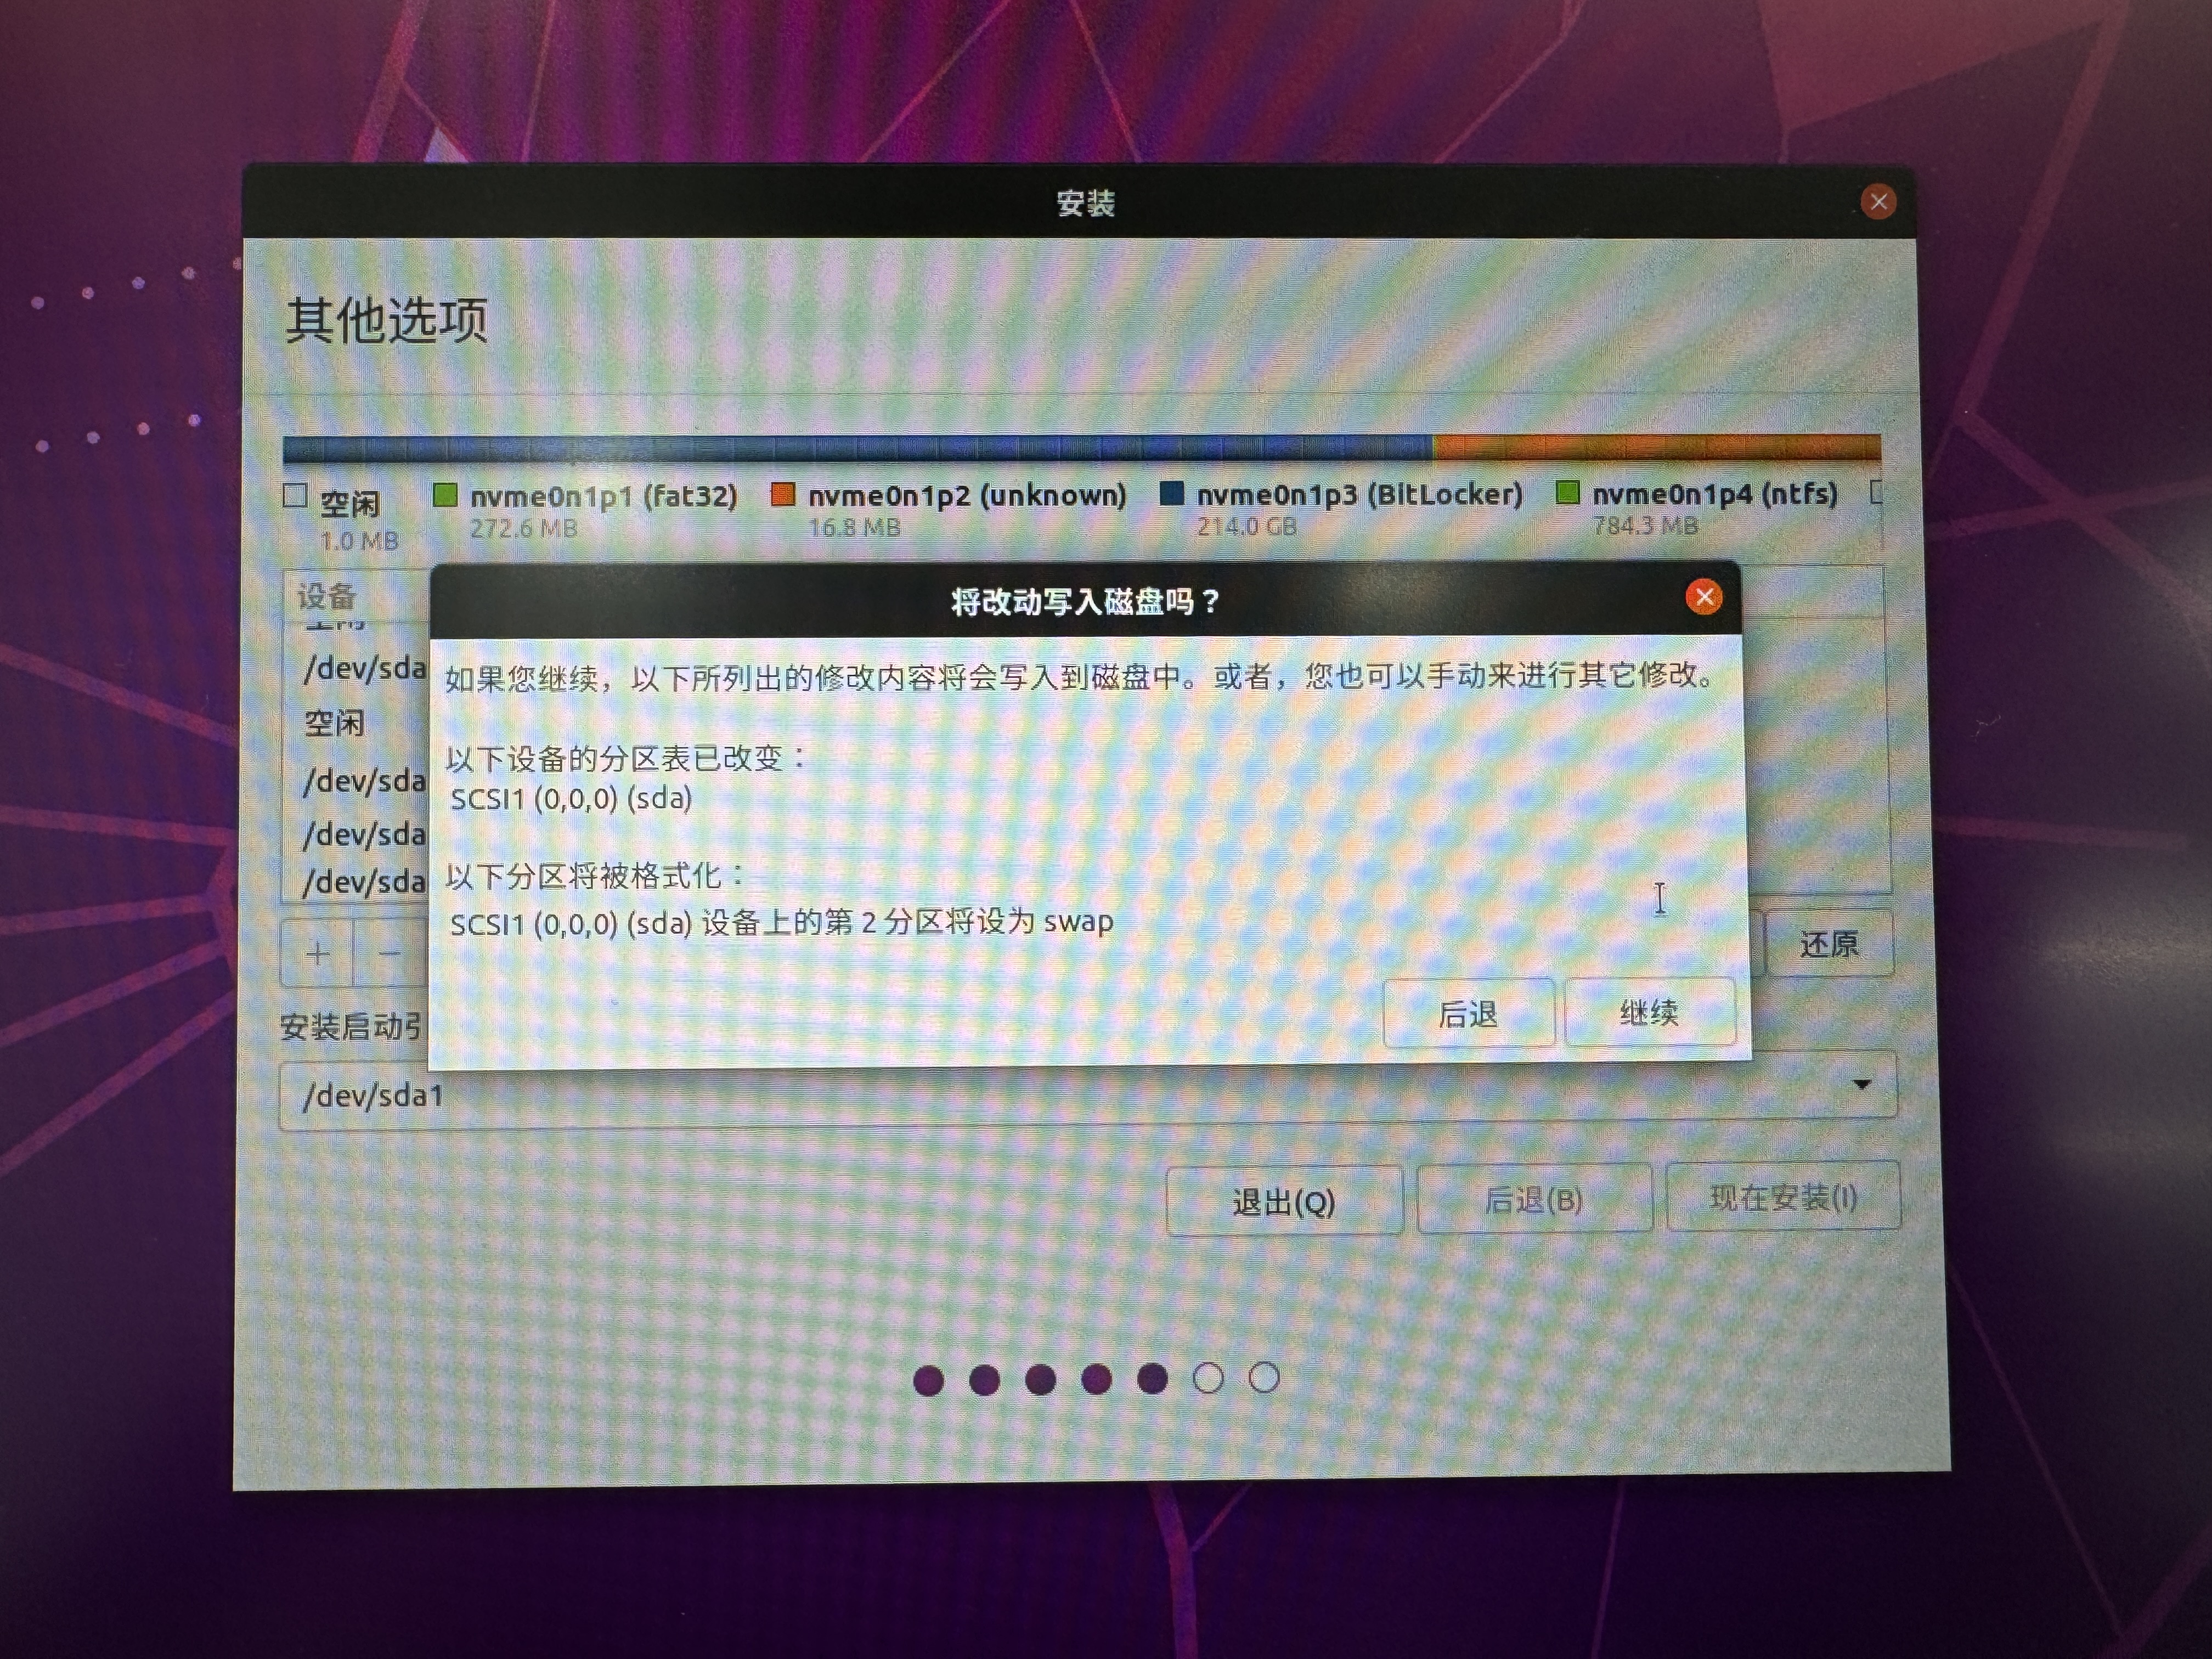 安装
其他选项
空闲
1.0 MB
nvme0n1p1 (fat32)
272.6 MB
nvme0n1p2 (unknown)
16.8 MB
nvme0n1p3 (BitLocker)
214.0 GB
nvme0n1p4 (ntfs)
784.3 MB
设备
/dev/sda
空闲
/dev/sda
/dev/sda
/dev/sda
将改动写入磁盘吗？
如果您继续，以下所列出的修改内容将会写入到磁盘中。或者，您也可以手动来进行其它修改。
以下设备的分区表已改变：
SCSI1 (0,0,0) (sda)
以下分区将被格式化：
SCSI1 (0,0,0) (sda) 设备上的第 2 分区将设为 swap
后退
继续
+
−
还原
安装启动引
/dev/sda1
退出(Q)
后退(B)
现在安装(I)